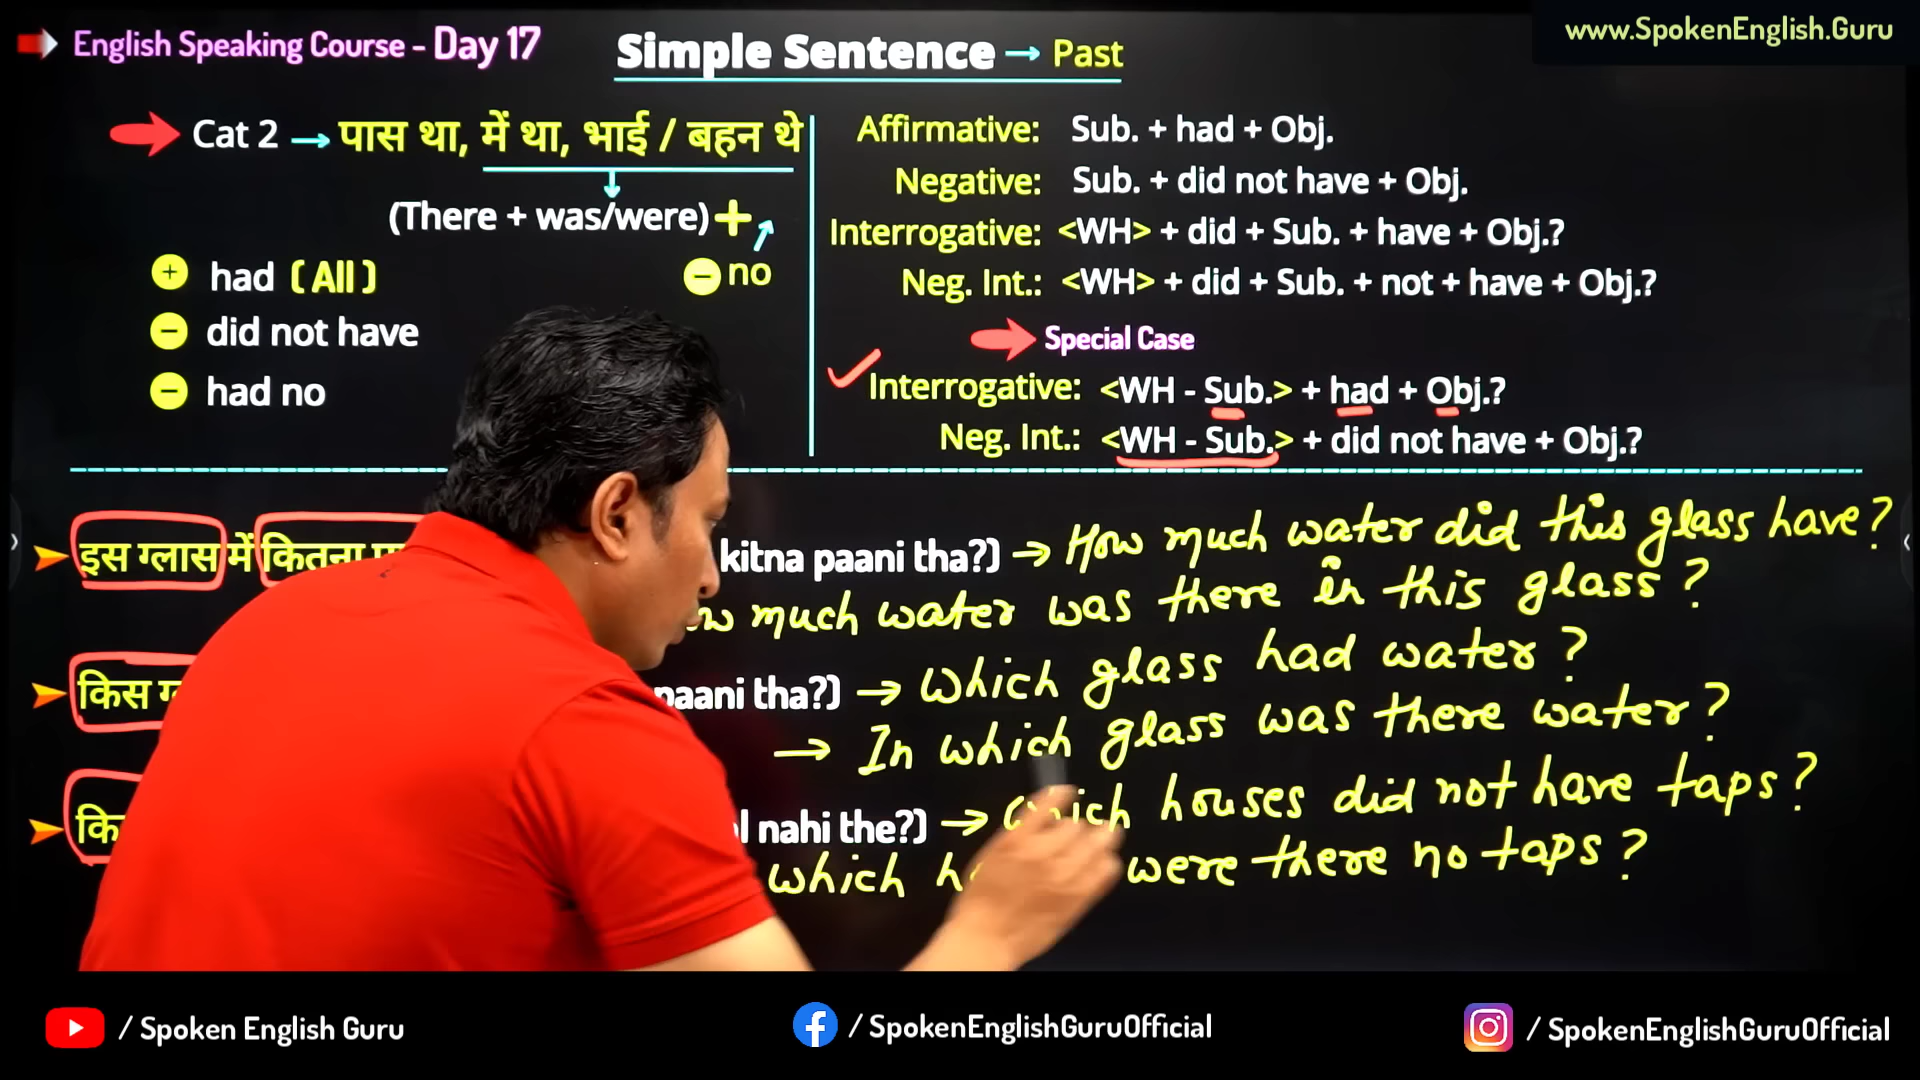 www.SpokenEnglish.Guru
English Speaking Course - Day 17
Simple Sentence → Past
Cat 2 → पास था, में था, भाई / बहन थे
(There + was/were) +
− no
+ had (All)
− did not have
− had no
Affirmative: Sub. + had + Obj.
Negative: Sub. + did not have + Obj.
Interrogative: <WH> + did + Sub. + have + Obj.?
Neg. Int.: <WH> + did + Sub. + not + have + Obj.?
Special Case
Interrogative: <WH - Sub.> + had + Obj.?
Neg. Int.: <WH - Sub.> + did not have + Obj.?
इस ग्लास में कितना kitna paani tha?) → How much water did this glass have?
much water was there in this glass?
किस paani tha?) → Which glass had water?
→ In which glass was there water?
nahi the?) → Which houses did not have taps?
which were there no taps?
/ Spoken English Guru
/ SpokenEnglishGuruOfficial
/ SpokenEnglishGuruOfficial